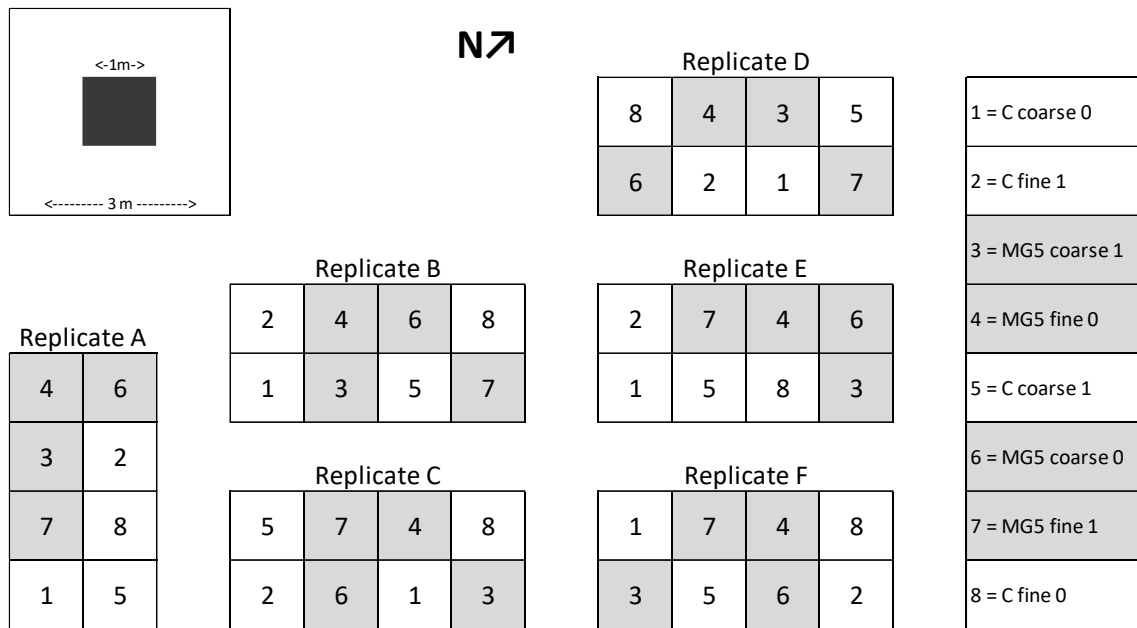 <-1m->
<--------- 3 m --------->
N↗
Replicate D
8 4 3 5
6 2 1 7
Replicate B
2 4 6 8
1 3 5 7
Replicate E
2 7 4 6
1 5 8 3
Replicate A
4 6
3 2
7 8
1 5
Replicate C
5 7 4 8
2 6 1 3
Replicate F
1 7 4 8
3 5 6 2
1 = C coarse 0
2 = C fine 1
3 = MG5 coarse 1
4 = MG5 fine 0
5 = C coarse 1
6 = MG5 coarse 0
7 = MG5 fine 1
8 = C fine 0